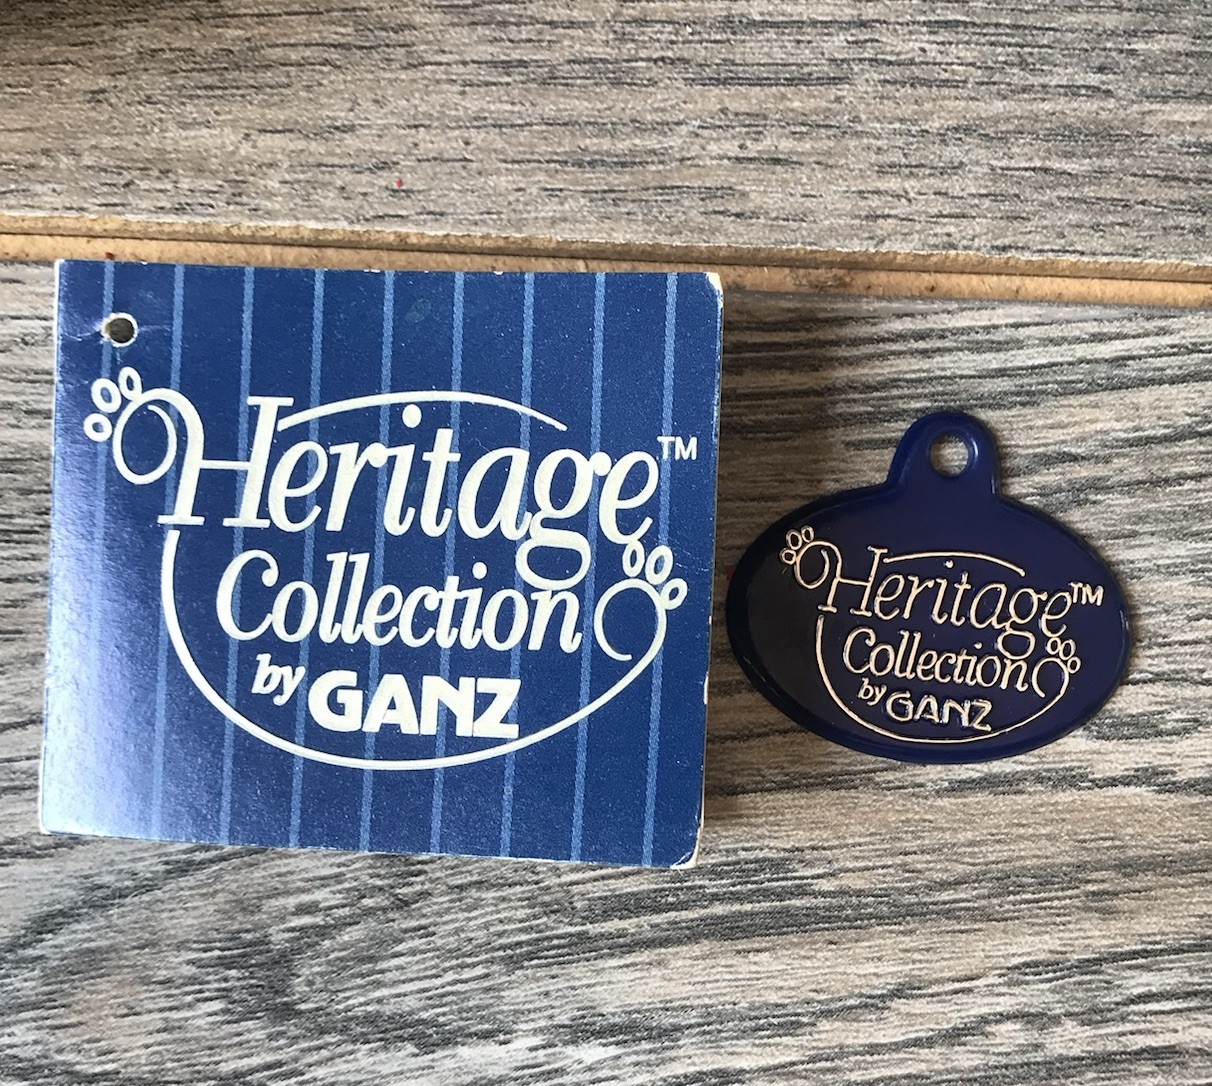 Heritage™
Collection
by GANZ
Heritage™
Collection
by GANZ